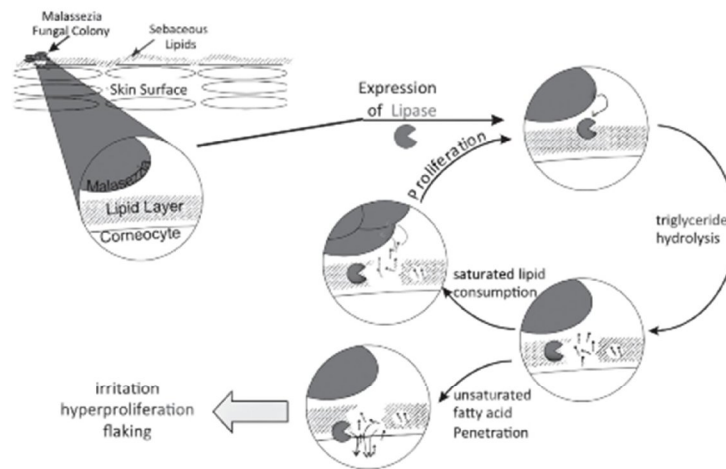 Malassezia
Fungal Colony
Sebaceous
Lipids
Skin Surface
Malasezia
Lipid Layer
Corneocyte
Expression
of Lipase
Proliferation
triglyceride
hydrolysis
saturated lipid
consumption
unsaturated
fatty acid
Penetration
irritation
hyperproliferation
flaking